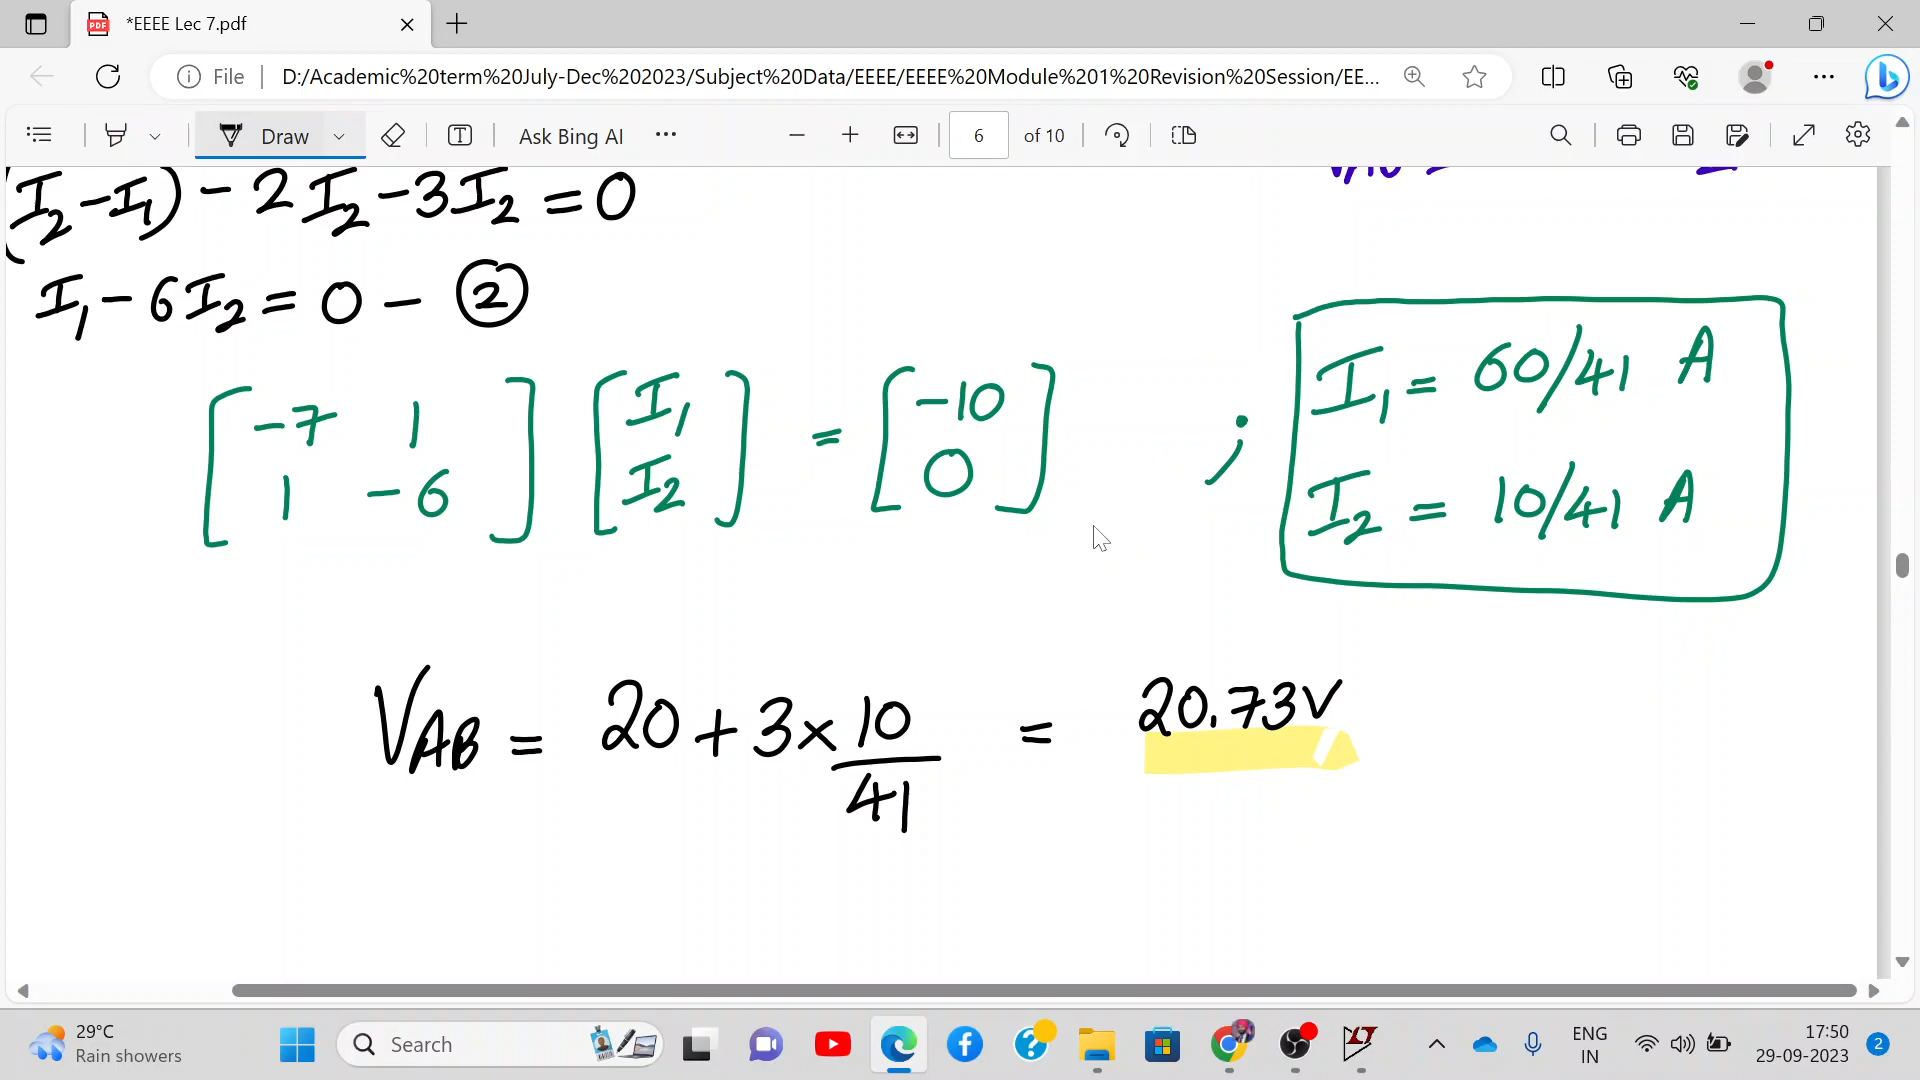 *EEEE Lec 7.pdf
File D:/Academic%20term%20July-Dec%202023/Subject%20Data/EEEE/EEEE%20Module%201%20Revision%20Session/EE...
Draw Ask Bing AI 6 of 10
(I₂-I₁) - 2I₂ - 3I₂ = 0
I₁ - 6I₂ = 0 - ②
[-7 1 [I₁ = [-10 ; I₁ = 60/41 A
1 -6] I₂] 0] I₂ = 10/41 A
VAB = 20 + 3 × 10/41 = 20.73V
29°C
Rain showers
Search
ENG
IN
17:50
29-09-2023
2